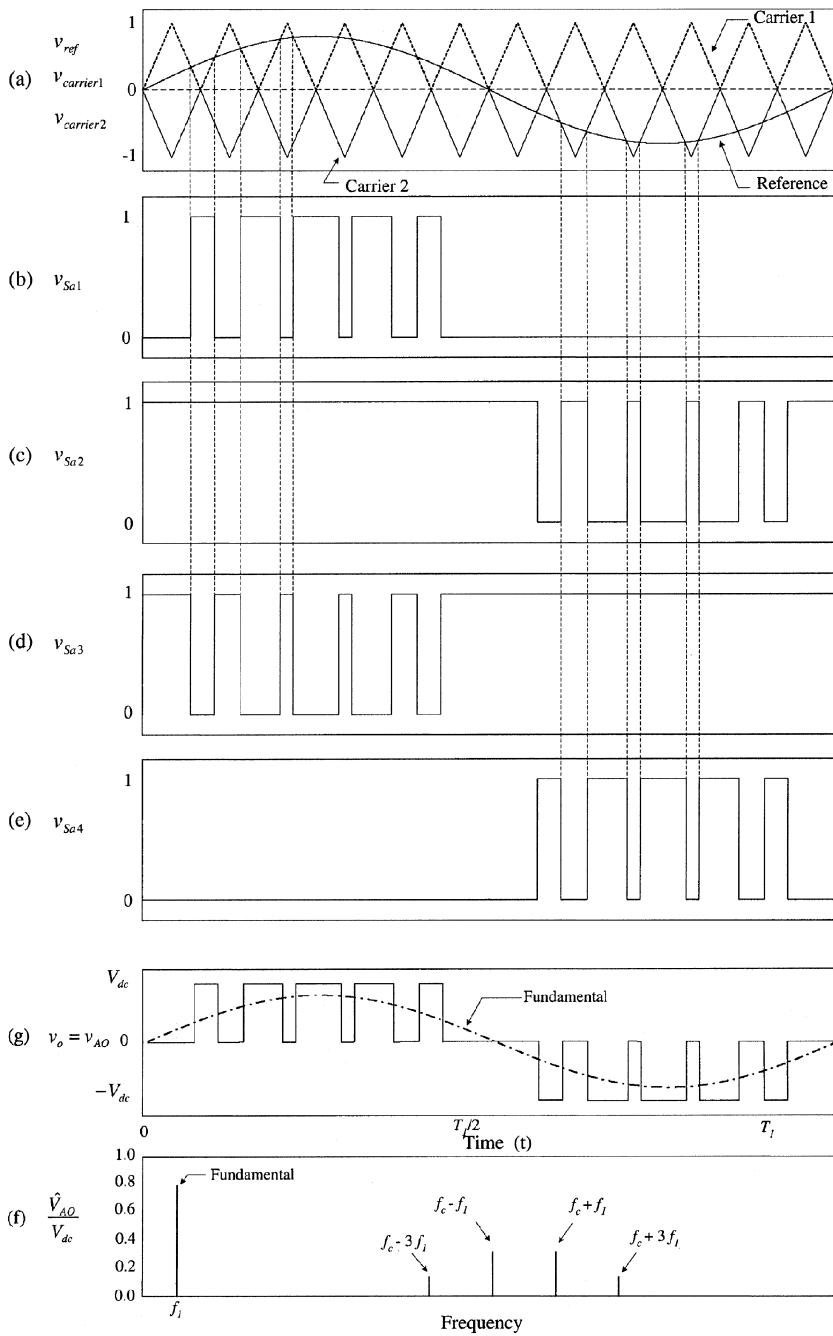 1
Carrier 1
v_ref
(a) v_carrier1
0
v_carrier2
-1
Carrier 2
Reference
1
(b) v_Sa1
0
1
(c) v_Sa2
0
1
(d) v_Sa3
0
1
(e) v_Sa4
0
V_dc
Fundamental
(g) v_o = v_AO 0
−V_dc
0 T_1/2 T_1
Time (t)
1.0
Fundamental
0.8
(f) V̂_AO / V_dc
0.6
0.4
0.2
0.0
f_c - 3f_1
f_c - f_1
f_c + f_1
f_c + 3f_1
f_1
Frequency